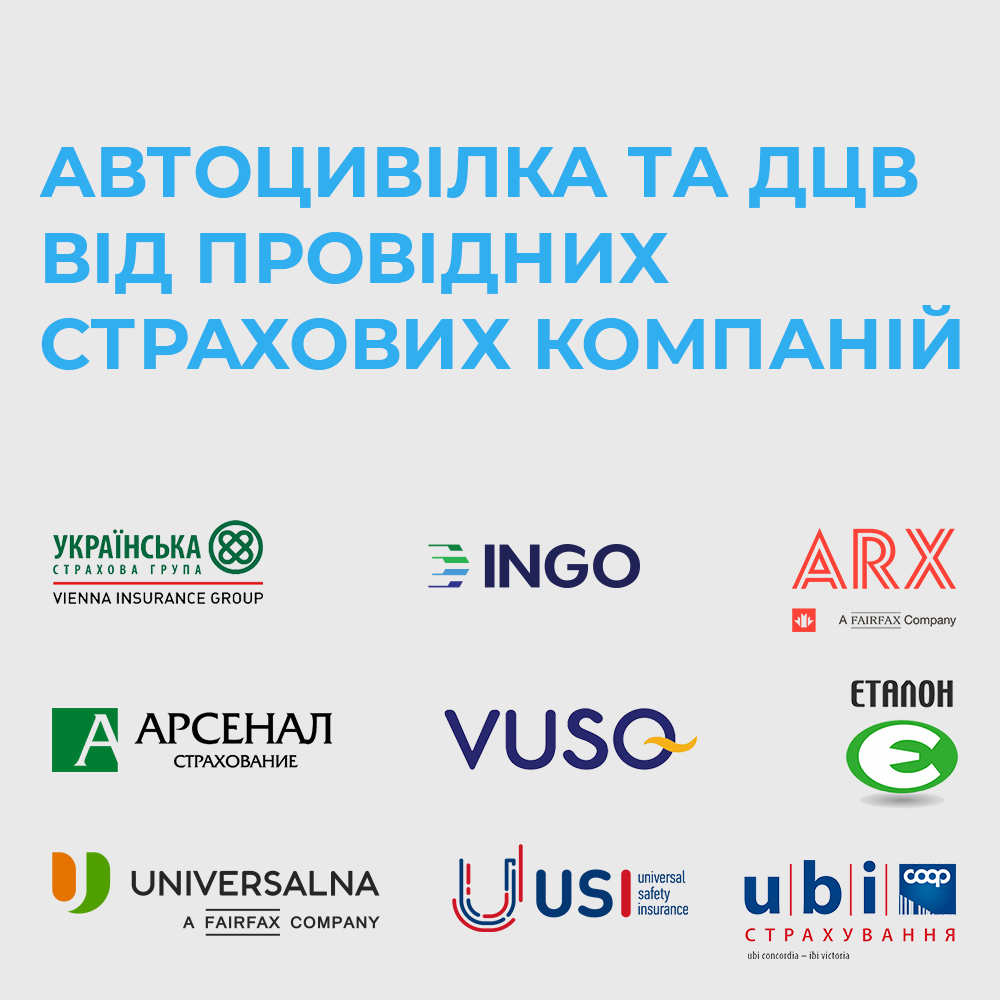 АВТОЦИВІЛКА ТА ДЦВ
ВІД ПРОВІДНИХ
СТРАХОВИХ КОМПАНІЙ
УКРАЇНСЬКА
СТРАХОВА ГРУПА
VIENNA INSURANCE GROUP
INGO
ARX
A FAIRFAX Company
АРСЕНАЛ
СТРАХОВАНИЕ
VUSO
ЕТАЛОН
UNIVERSALNA
A FAIRFAX COMPANY
USI
universal
safety
insurance
u|b|i coop
СТРАХУВАННЯ
ubi concordia – ibi victoria